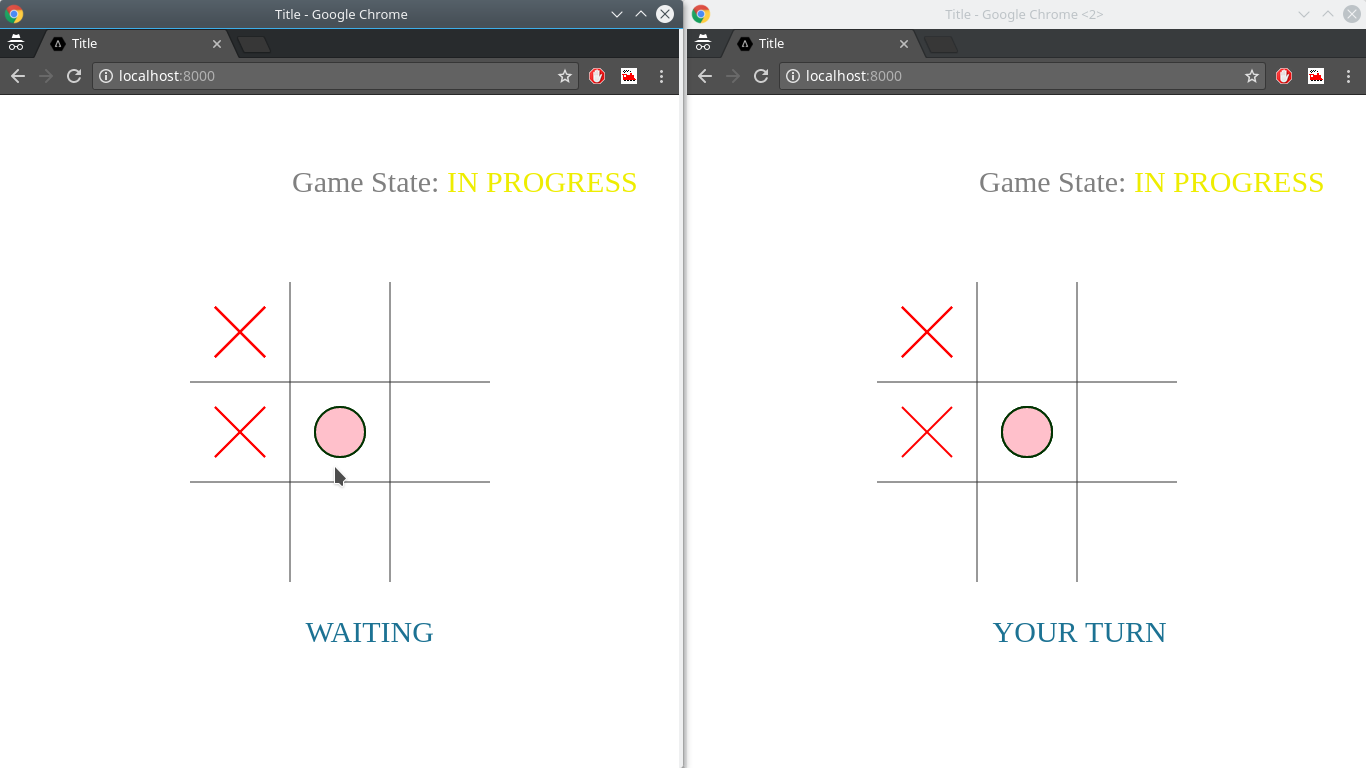 Title - Google Chrome
Title
localhost:8000
Game State: IN PROGRESS
WAITING
Title - Google Chrome <2>
Title
localhost:8000
Game State: IN PROGRESS
YOUR TURN